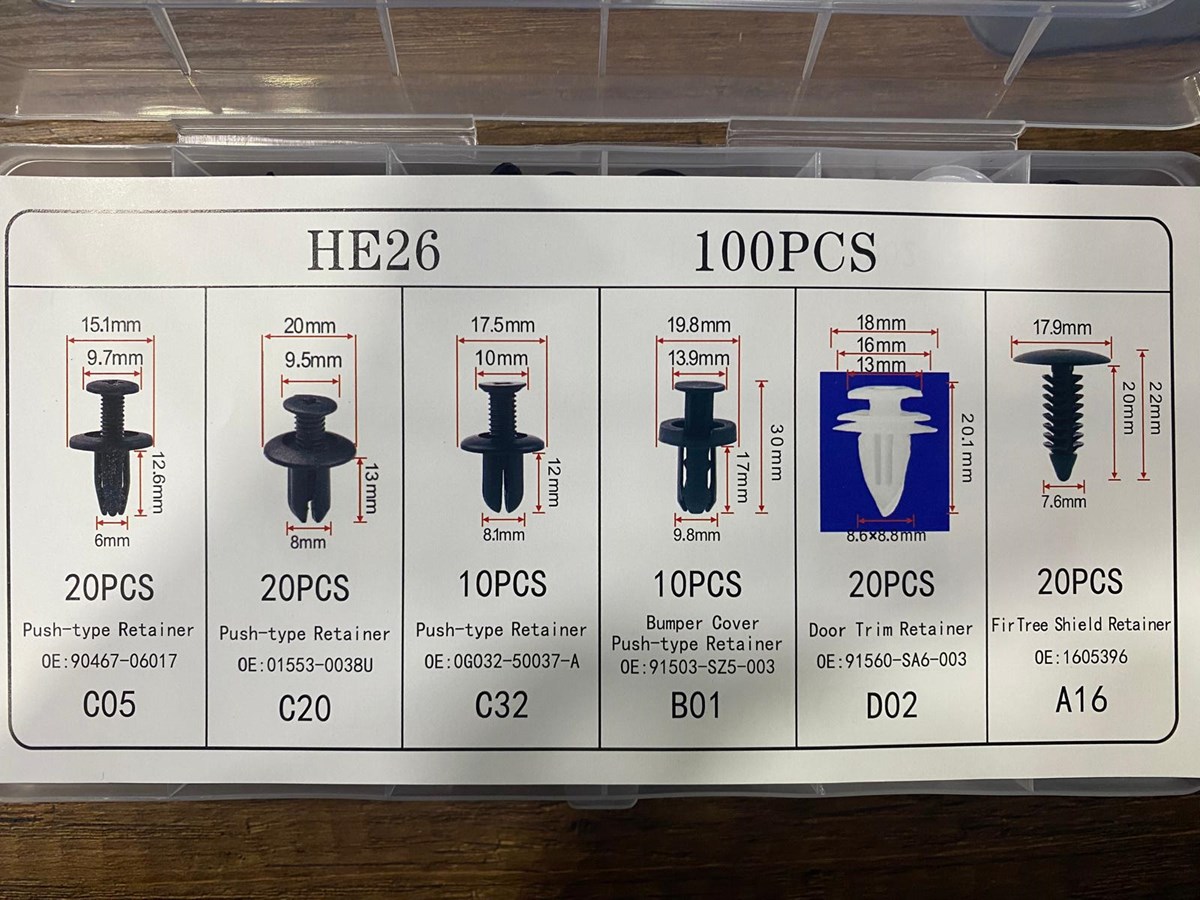 HE26 100PCS
15.1mm
9.7mm
12.6mm
6mm
20PCS
Push-type Retainer
OE:90467-06017
C05
20mm
9.5mm
13mm
8mm
20PCS
Push-type Retainer
OE:01553-0038U
C20
17.5mm
10mm
12mm
8.1mm
10PCS
Push-type Retainer
OE:0G032-50037-A
C32
19.8mm
13.9mm
30mm
17mm
9.8mm
10PCS
Bumper Cover
Push-type Retainer
OE:91503-SZ5-003
B01
18mm
16mm
13mm
20.1mm
8.6×8.8mm
20PCS
Door Trim Retainer
OE:91560-SA6-003
D02
17.9mm
20mm
22mm
7.6mm
20PCS
FirTree Shield Retainer
OE:1605396
A16